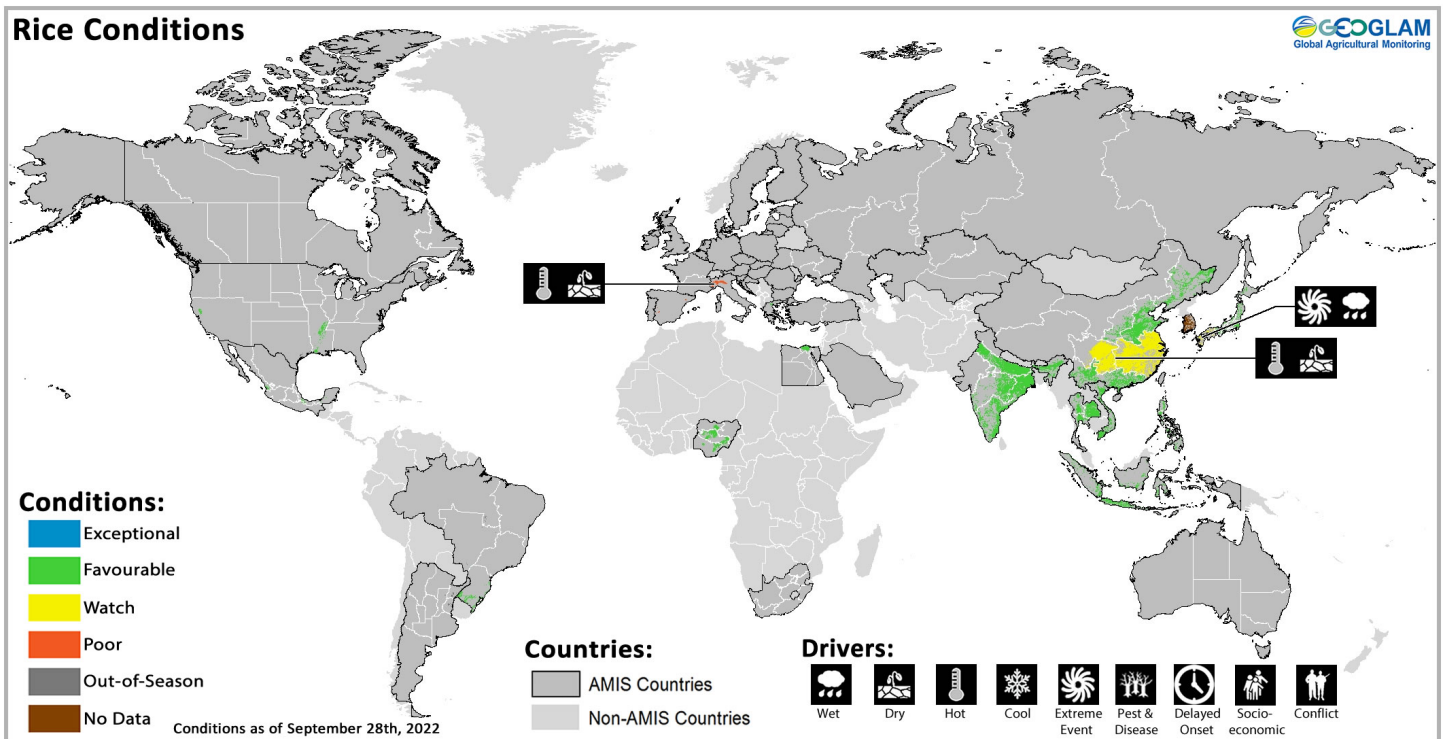 Rice Conditions
GEOGLAM
Global Agricultural Monitoring
Conditions:
Exceptional
Favourable
Watch
Poor
Out-of-Season
No Data
Conditions as of September 28th, 2022
Countries:
AMIS Countries
Non-AMIS Countries
Drivers:
Wet
Dry
Hot
Cool
Extreme
Event
Pest &
Disease
Delayed
Onset
Socio-
economic
Conflict